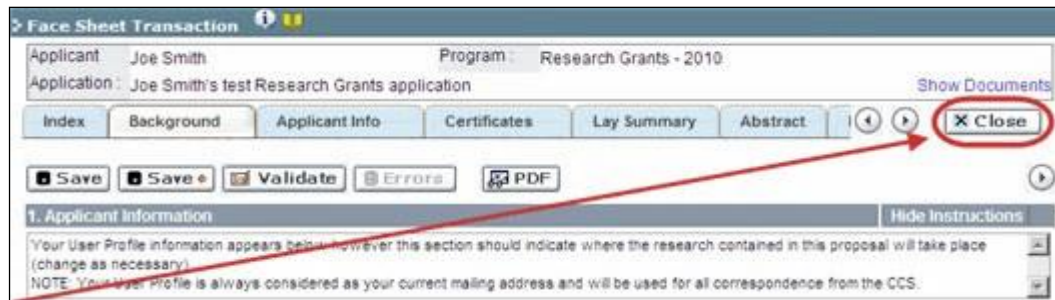 Face Sheet Transaction
Applicant Joe Smith Program : Research Grants - 2010
Application : Joe Smith's test Research Grants application Show Documents
Index Background Applicant Info Certificates Lay Summary Abstract X Close
Save Save Validate Errors PDF
1. Applicant Information Hide Instructions
Your User Profile information appears below, however this section should indicate where the research contained in this proposal will take place
(change as necessary).
NOTE: Your User Profile is always considered as your current mailing address and will be used for all correspondence from the CCS.